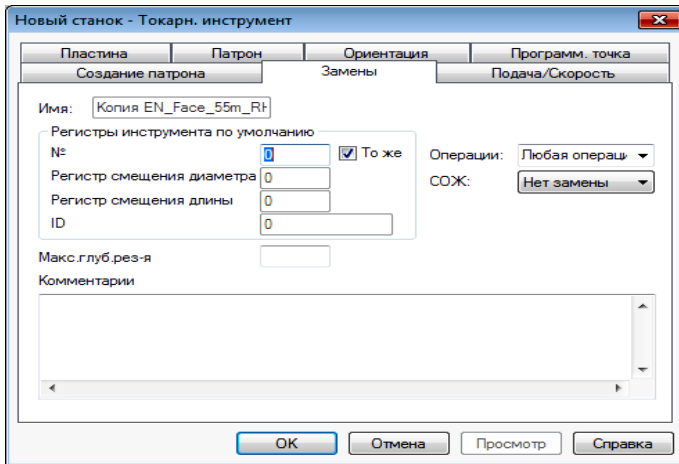 Новый станок - Токарн. инструмент
Пластина Патрон Ориентация Программ. точка
Создание патрона Замены Подача/Скорость
Имя: Копия EN_Face_55m_RH
Регистры инструмента по умолчанию
№ 0 То же Операции: Любая операци
Регистр смещения диаметра 0 СОЖ: Нет замены
Регистр смещения длины 0
ID 0
Макс.глуб.рез-я
Комментарии
OK Отмена Просмотр Справка